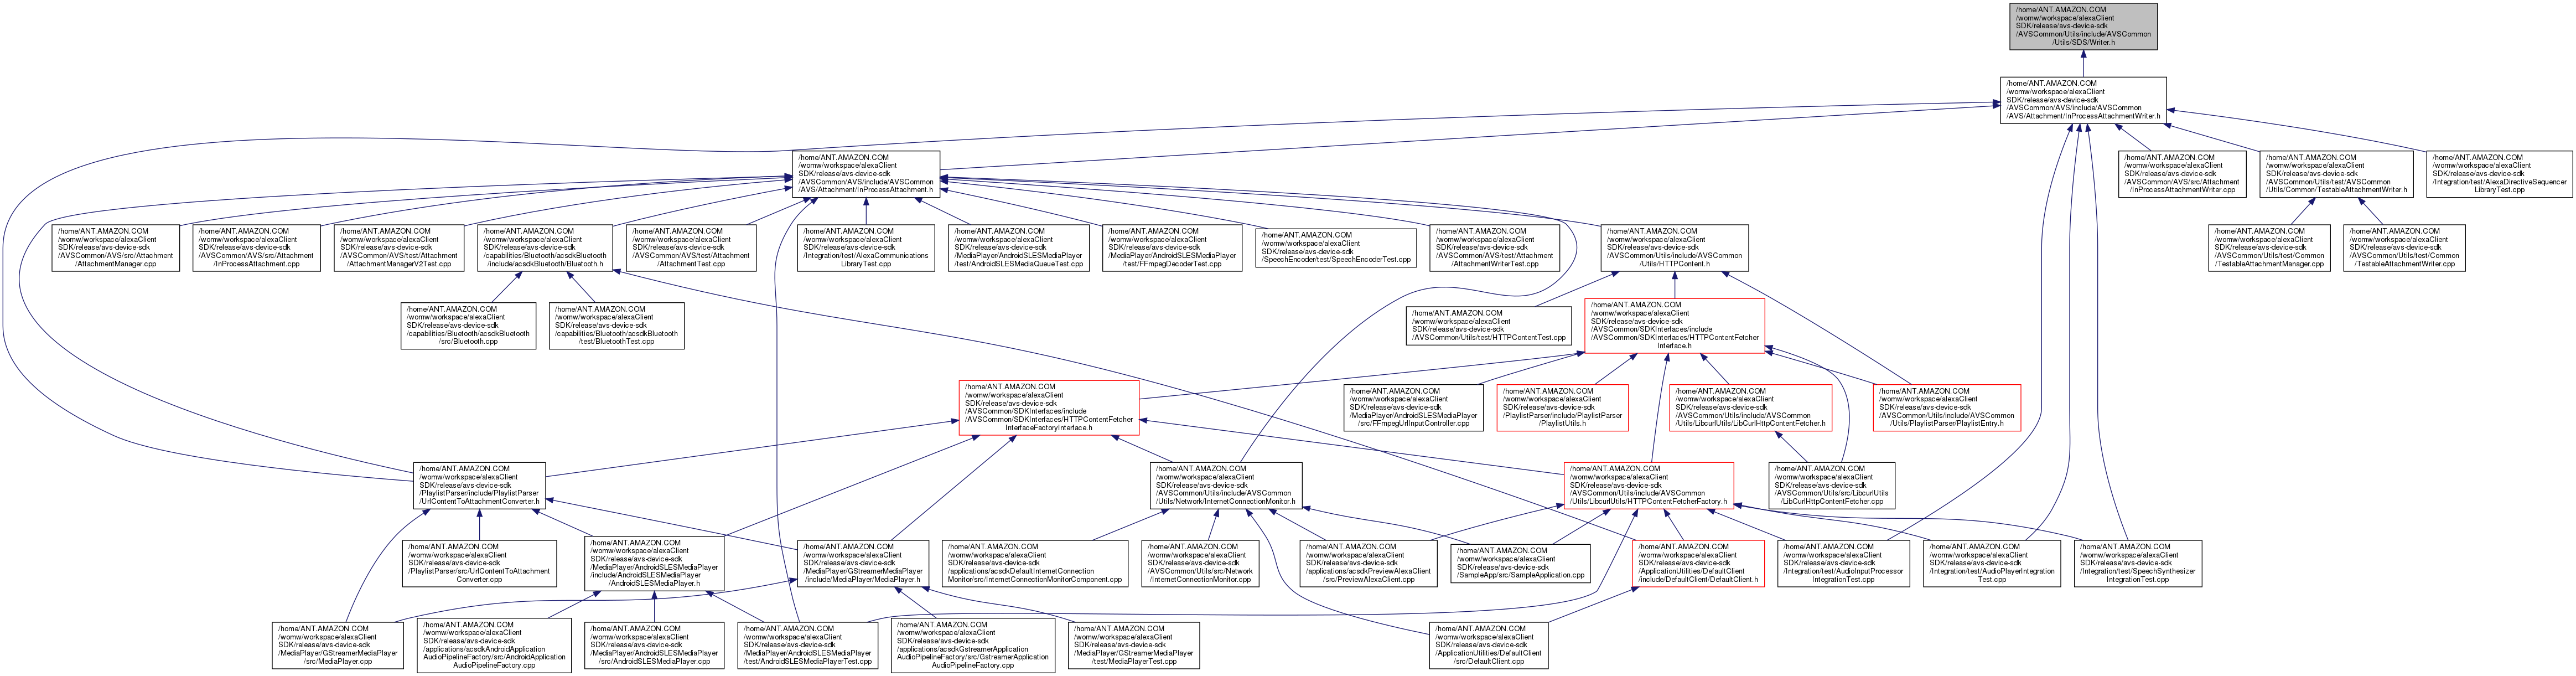 /home/ANT.AMAZON.COM
/womw/workspace/alexaClient
SDK/release/avs-device-sdk
/AVSCommon/Utils/include/AVSCommon
/Utils/SDS/Writer.h
/home/ANT.AMAZON.COM
/womw/workspace/alexaClient
SDK/release/avs-device-sdk
/AVSCommon/AVS/include/AVSCommon
/AVS/Attachment/InProcessAttachmentWriter.h
/home/ANT.AMAZON.COM
/womw/workspace/alexaClient
SDK/release/avs-device-sdk
/AVSCommon/AVS/include/AVSCommon
/AVS/Attachment/InProcessAttachment.h
/home/ANT.AMAZON.COM
/womw/workspace/alexaClient
SDK/release/avs-device-sdk
/AVSCommon/AVS/src/Attachment
/InProcessAttachmentWriter.cpp
/home/ANT.AMAZON.COM
/womw/workspace/alexaClient
SDK/release/avs-device-sdk
/AVSCommon/Utils/test/AVSCommon
/Utils/Common/TestableAttachmentWriter.h
/home/ANT.AMAZON.COM
/womw/workspace/alexaClient
SDK/release/avs-device-sdk
/Integration/test/AlexaDirectiveSequencer
LibraryTest.cpp
/home/ANT.AMAZON.COM
/womw/workspace/alexaClient
SDK/release/avs-device-sdk
/AVSCommon/AVS/src/Attachment
/AttachmentManager.cpp
/home/ANT.AMAZON.COM
/womw/workspace/alexaClient
SDK/release/avs-device-sdk
/AVSCommon/AVS/src/Attachment
/InProcessAttachment.cpp
/home/ANT.AMAZON.COM
/womw/workspace/alexaClient
SDK/release/avs-device-sdk
/AVSCommon/AVS/test/Attachment
/AttachmentManagerV2Test.cpp
/home/ANT.AMAZON.COM
/womw/workspace/alexaClient
SDK/release/avs-device-sdk
/capabilities/Bluetooth/acsdkBluetooth
/include/acsdkBluetooth/Bluetooth.h
/home/ANT.AMAZON.COM
/womw/workspace/alexaClient
SDK/release/avs-device-sdk
/AVSCommon/AVS/test/Attachment
/AttachmentTest.cpp
/home/ANT.AMAZON.COM
/womw/workspace/alexaClient
SDK/release/avs-device-sdk
/Integration/test/AlexaCommunications
LibraryTest.cpp
/home/ANT.AMAZON.COM
/womw/workspace/alexaClient
SDK/release/avs-device-sdk
/MediaPlayer/AndroidSLESMediaPlayer
/test/AndroidSLESMediaQueueTest.cpp
/home/ANT.AMAZON.COM
/womw/workspace/alexaClient
SDK/release/avs-device-sdk
/MediaPlayer/AndroidSLESMediaPlayer
/test/FFmpegDecoderTest.cpp
/home/ANT.AMAZON.COM
/womw/workspace/alexaClient
SDK/release/avs-device-sdk
/SpeechEncoder/test/SpeechEncoderTest.cpp
/home/ANT.AMAZON.COM
/womw/workspace/alexaClient
SDK/release/avs-device-sdk
/AVSCommon/AVS/test/Attachment
/AttachmentWriterTest.cpp
/home/ANT.AMAZON.COM
/womw/workspace/alexaClient
SDK/release/avs-device-sdk
/AVSCommon/Utils/include/AVSCommon
/Utils/HTTPContent.h
/home/ANT.AMAZON.COM
/womw/workspace/alexaClient
SDK/release/avs-device-sdk
/AVSCommon/Utils/test/Common
/TestableAttachmentManager.cpp
/home/ANT.AMAZON.COM
/womw/workspace/alexaClient
SDK/release/avs-device-sdk
/AVSCommon/Utils/test/Common
/TestableAttachmentWriter.cpp
/home/ANT.AMAZON.COM
/womw/workspace/alexaClient
SDK/release/avs-device-sdk
/capabilities/Bluetooth/acsdkBluetooth
/src/Bluetooth.cpp
/home/ANT.AMAZON.COM
/womw/workspace/alexaClient
SDK/release/avs-device-sdk
/capabilities/Bluetooth/acsdkBluetooth
/test/BluetoothTest.cpp
/home/ANT.AMAZON.COM
/womw/workspace/alexaClient
SDK/release/avs-device-sdk
/AVSCommon/Utils/test/HTTPContentTest.cpp
/home/ANT.AMAZON.COM
/womw/workspace/alexaClient
SDK/release/avs-device-sdk
/AVSCommon/SDKInterfaces/include
/AVSCommon/SDKInterfaces/HTTPContentFetcher
Interface.h
/home/ANT.AMAZON.COM
/womw/workspace/alexaClient
SDK/release/avs-device-sdk
/AVSCommon/SDKInterfaces/include
/AVSCommon/SDKInterfaces/HTTPContentFetcher
InterfaceFactoryInterface.h
/home/ANT.AMAZON.COM
/womw/workspace/alexaClient
SDK/release/avs-device-sdk
/MediaPlayer/AndroidSLESMediaPlayer
/src/FFmpegUrlInputController.cpp
/home/ANT.AMAZON.COM
/womw/workspace/alexaClient
SDK/release/avs-device-sdk
/PlaylistParser/include/PlaylistParser
/PlaylistUtils.h
/home/ANT.AMAZON.COM
/womw/workspace/alexaClient
SDK/release/avs-device-sdk
/AVSCommon/Utils/include/AVSCommon
/Utils/LibcurlUtils/LibCurlHttpContentFetcher.h
/home/ANT.AMAZON.COM
/womw/workspace/alexaClient
SDK/release/avs-device-sdk
/AVSCommon/Utils/include/AVSCommon
/Utils/PlaylistParser/PlaylistEntry.h
/home/ANT.AMAZON.COM
/womw/workspace/alexaClient
SDK/release/avs-device-sdk
/PlaylistParser/include/PlaylistParser
/UrlContentToAttachmentConverter.h
/home/ANT.AMAZON.COM
/womw/workspace/alexaClient
SDK/release/avs-device-sdk
/AVSCommon/Utils/include/AVSCommon
/Utils/Network/InternetConnectionMonitor.h
/home/ANT.AMAZON.COM
/womw/workspace/alexaClient
SDK/release/avs-device-sdk
/AVSCommon/Utils/include/AVSCommon
/Utils/LibcurlUtils/HTTPContentFetcherFactory.h
/home/ANT.AMAZON.COM
/womw/workspace/alexaClient
SDK/release/avs-device-sdk
/AVSCommon/Utils/src/LibcurlUtils
/LibCurlHttpContentFetcher.cpp
/home/ANT.AMAZON.COM
/womw/workspace/alexaClient
SDK/release/avs-device-sdk
/PlaylistParser/src/UrlContentToAttachment
Converter.cpp
/home/ANT.AMAZON.COM
/womw/workspace/alexaClient
SDK/release/avs-device-sdk
/MediaPlayer/AndroidSLESMediaPlayer
/include/AndroidSLESMediaPlayer
/AndroidSLESMediaPlayer.h
/home/ANT.AMAZON.COM
/womw/workspace/alexaClient
SDK/release/avs-device-sdk
/MediaPlayer/GStreamerMediaPlayer
/include/MediaPlayer/MediaPlayer.h
/home/ANT.AMAZON.COM
/womw/workspace/alexaClient
SDK/release/avs-device-sdk
/applications/acsdkDefaultInternetConnection
Monitor/src/InternetConnectionMonitorComponent.cpp
/home/ANT.AMAZON.COM
/womw/workspace/alexaClient
SDK/release/avs-device-sdk
/AVSCommon/Utils/src/Network
/InternetConnectionMonitor.cpp
/home/ANT.AMAZON.COM
/womw/workspace/alexaClient
SDK/release/avs-device-sdk
/applications/acsdkPreviewAlexaClient
/src/PreviewAlexaClient.cpp
/home/ANT.AMAZON.COM
/womw/workspace/alexaClient
SDK/release/avs-device-sdk
/SampleApp/src/SampleApplication.cpp
/home/ANT.AMAZON.COM
/womw/workspace/alexaClient
SDK/release/avs-device-sdk
/ApplicationUtilities/DefaultClient
/include/DefaultClient/DefaultClient.h
/home/ANT.AMAZON.COM
/womw/workspace/alexaClient
SDK/release/avs-device-sdk
/Integration/test/AudioInputProcessor
IntegrationTest.cpp
/home/ANT.AMAZON.COM
/womw/workspace/alexaClient
SDK/release/avs-device-sdk
/Integration/test/AudioPlayerIntegration
Test.cpp
/home/ANT.AMAZON.COM
/womw/workspace/alexaClient
SDK/release/avs-device-sdk
/Integration/test/SpeechSynthesizer
IntegrationTest.cpp
/home/ANT.AMAZON.COM
/womw/workspace/alexaClient
SDK/release/avs-device-sdk
/MediaPlayer/GStreamerMediaPlayer
/src/MediaPlayer.cpp
/home/ANT.AMAZON.COM
/womw/workspace/alexaClient
SDK/release/avs-device-sdk
/applications/acsdkAndroidApplication
AudioPipelineFactory/src/AndroidApplication
AudioPipelineFactory.cpp
/home/ANT.AMAZON.COM
/womw/workspace/alexaClient
SDK/release/avs-device-sdk
/MediaPlayer/AndroidSLESMediaPlayer
/src/AndroidSLESMediaPlayer.cpp
/home/ANT.AMAZON.COM
/womw/workspace/alexaClient
SDK/release/avs-device-sdk
/MediaPlayer/AndroidSLESMediaPlayer
/test/AndroidSLESMediaPlayerTest.cpp
/home/ANT.AMAZON.COM
/womw/workspace/alexaClient
SDK/release/avs-device-sdk
/applications/acsdkGstreamerApplication
AudioPipelineFactory/src/GstreamerApplication
AudioPipelineFactory.cpp
/home/ANT.AMAZON.COM
/womw/workspace/alexaClient
SDK/release/avs-device-sdk
/MediaPlayer/GStreamerMediaPlayer
/test/MediaPlayerTest.cpp
/home/ANT.AMAZON.COM
/womw/workspace/alexaClient
SDK/release/avs-device-sdk
/ApplicationUtilities/DefaultClient
/src/DefaultClient.cpp